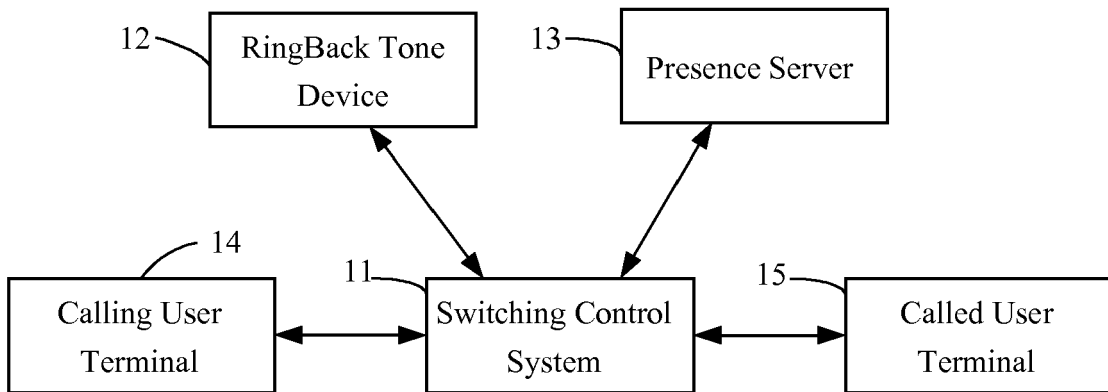 12
RingBack Tone
Device
13
Presence Server
14
Calling User
Terminal
11
Switching Control
System
15
Called User
Terminal